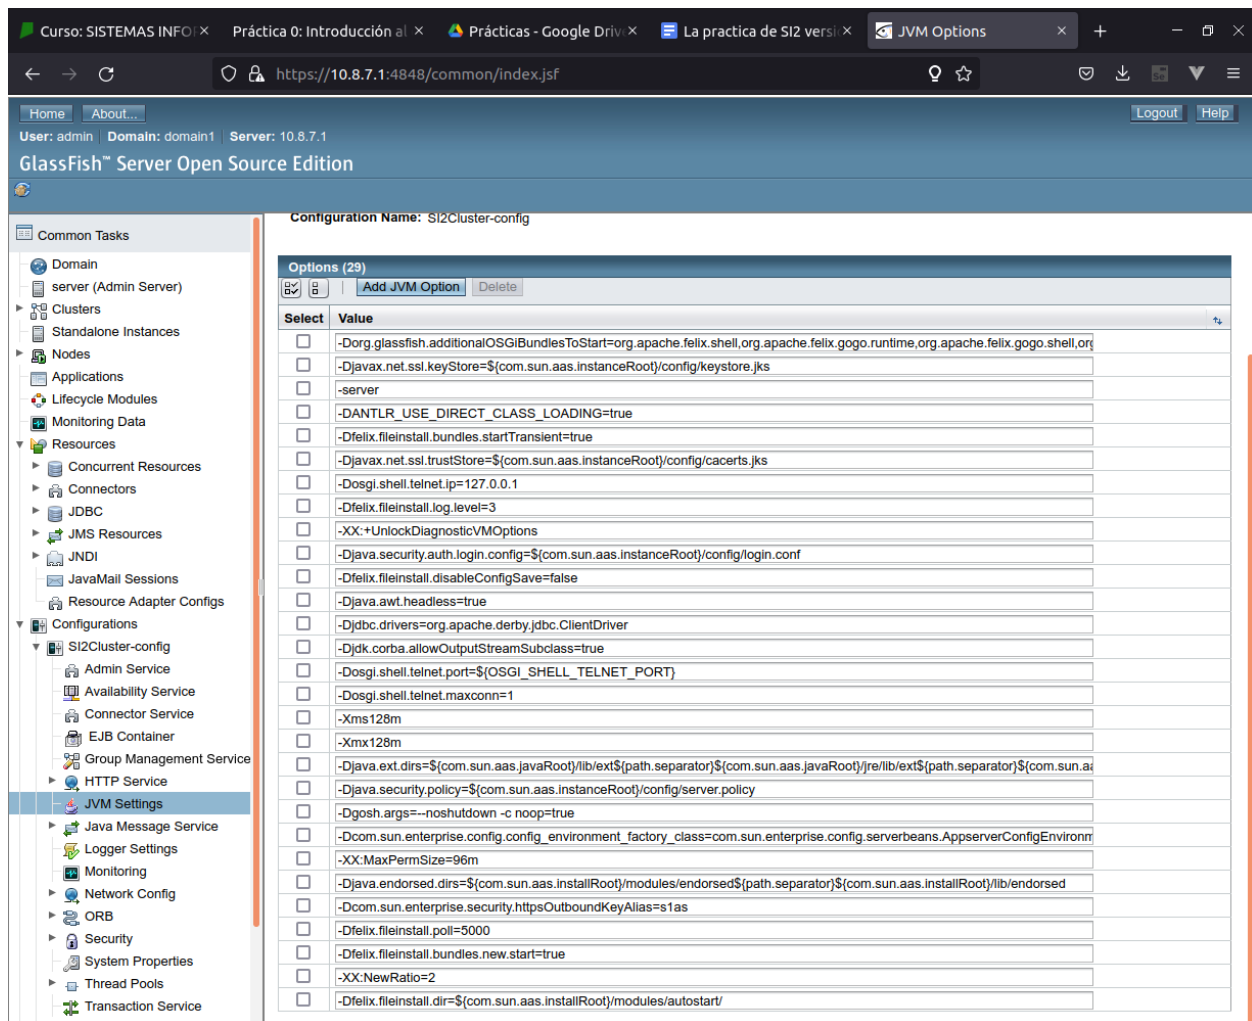 Curso: SISTEMAS INFO
Práctica 0: Introducción al
Prácticas - Google Drive
La practica de SI2 versi
JVM Options
https://10.8.7.1:4848/common/index.jsf
Home About... Logout Help
User: admin Domain: domain1 Server: 10.8.7.1
GlassFish™ Server Open Source Edition
Common Tasks
Domain
server (Admin Server)
Clusters
Standalone Instances
Nodes
Applications
Lifecycle Modules
Monitoring Data
Resources
Concurrent Resources
Connectors
JDBC
JMS Resources
JNDI
JavaMail Sessions
Resource Adapter Configs
Configurations
SI2Cluster-config
Admin Service
Availability Service
Connector Service
EJB Container
Group Management Service
HTTP Service
JVM Settings
Java Message Service
Logger Settings
Monitoring
Network Config
ORB
Security
System Properties
Thread Pools
Transaction Service
Configuration Name: SI2Cluster-config
Options (29)
Add JVM Option Delete
Select Value
-Dorg.glassfish.additionalOSGiBundlesToStart=org.apache.felix.shell,org.apache.felix.gogo.runtime,org.apache.felix.gogo.shell,org
-Djavax.net.ssl.keyStore=${com.sun.aas.instanceRoot}/config/keystore.jks
-server
-DANTLR_USE_DIRECT_CLASS_LOADING=true
-Dfelix.fileinstall.bundles.startTransient=true
-Djavax.net.ssl.trustStore=${com.sun.aas.instanceRoot}/config/cacerts.jks
-Dosgi.shell.telnet.ip=127.0.0.1
-Dfelix.fileinstall.log.level=3
-XX:+UnlockDiagnosticVMOptions
-Djava.security.auth.login.config=${com.sun.aas.instanceRoot}/config/login.conf
-Dfelix.fileinstall.disableConfigSave=false
-Djava.awt.headless=true
-Djdbc.drivers=org.apache.derby.jdbc.ClientDriver
-Djdk.corba.allowOutputStreamSubclass=true
-Dosgi.shell.telnet.port=${OSGI_SHELL_TELNET_PORT}
-Dosgi.shell.telnet.maxconn=1
-Xms128m
-Xmx128m
-Djava.ext.dirs=${com.sun.aas.javaRoot}/lib/ext${path.separator}${com.sun.aas.javaRoot}/jre/lib/ext${path.separator}${com.sun.aa
-Djava.security.policy=${com.sun.aas.instanceRoot}/config/server.policy
-Dgosh.args=--noshutdown -c noop=true
-Dcom.sun.enterprise.config.config_environment_factory_class=com.sun.enterprise.config.serverbeans.AppserverConfigEnvironm
-XX:MaxPermSize=96m
-Djava.endorsed.dirs=${com.sun.aas.installRoot}/modules/endorsed${path.separator}${com.sun.aas.installRoot}/lib/endorsed
-Dcom.sun.enterprise.security.httpsOutboundKeyAlias=s1as
-Dfelix.fileinstall.poll=5000
-Dfelix.fileinstall.bundles.new.start=true
-XX:NewRatio=2
-Dfelix.fileinstall.dir=${com.sun.aas.installRoot}/modules/autostart/